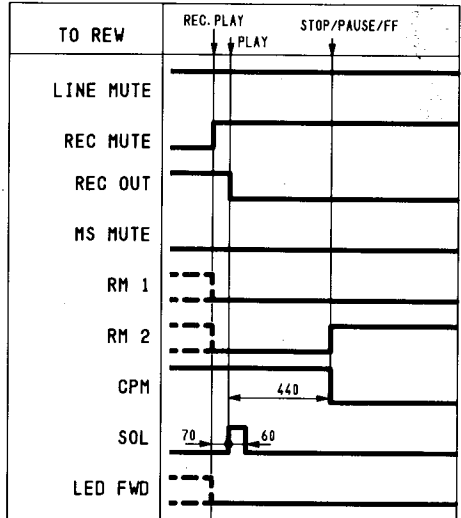 TO REW
REC. PLAY
PLAY
STOP/PAUSE/FF
LINE MUTE
REC MUTE
REC OUT
MS MUTE
RM 1
RM 2
CPM
440
SOL
70
60
LED FWD